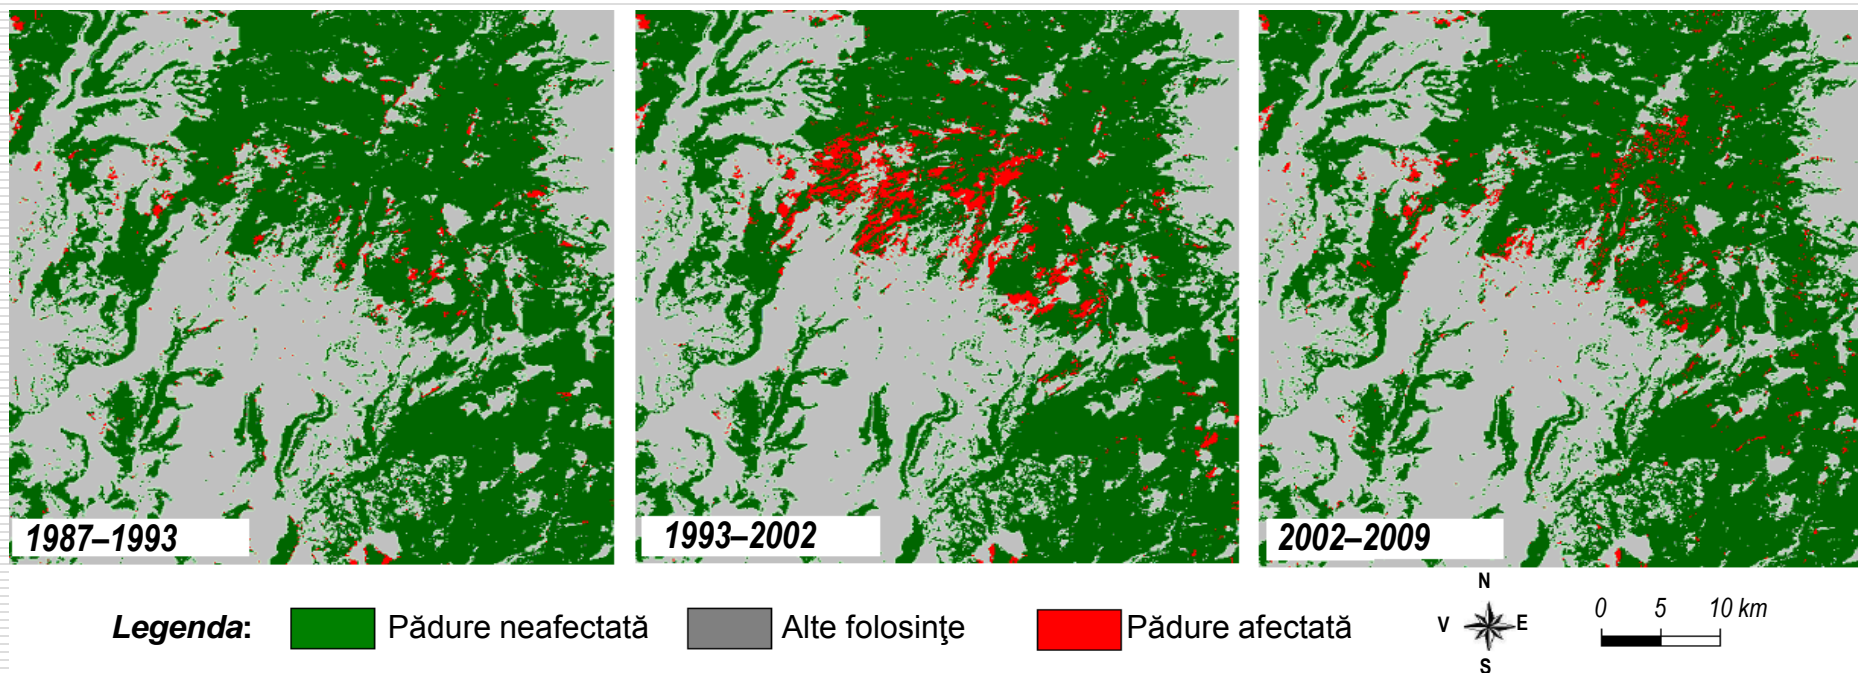 1987–1993
1993–2002
2002–2009
Legenda:
Pădure neafectată
Alte folosinţe
Pădure afectată
N
V E
S
0 5 10 km